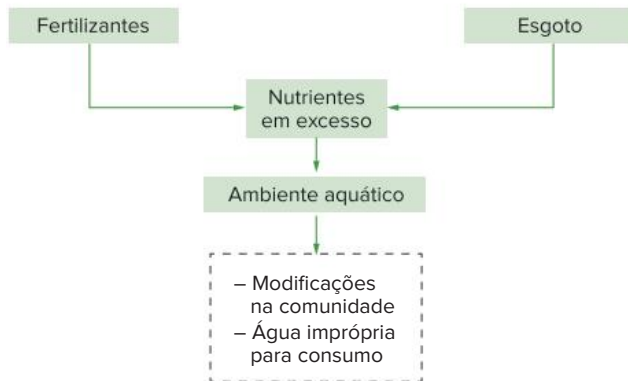 Fertilizantes
Esgoto
Nutrientes
em excesso
Ambiente aquático
– Modificações
na comunidade
– Água imprópria
para consumo